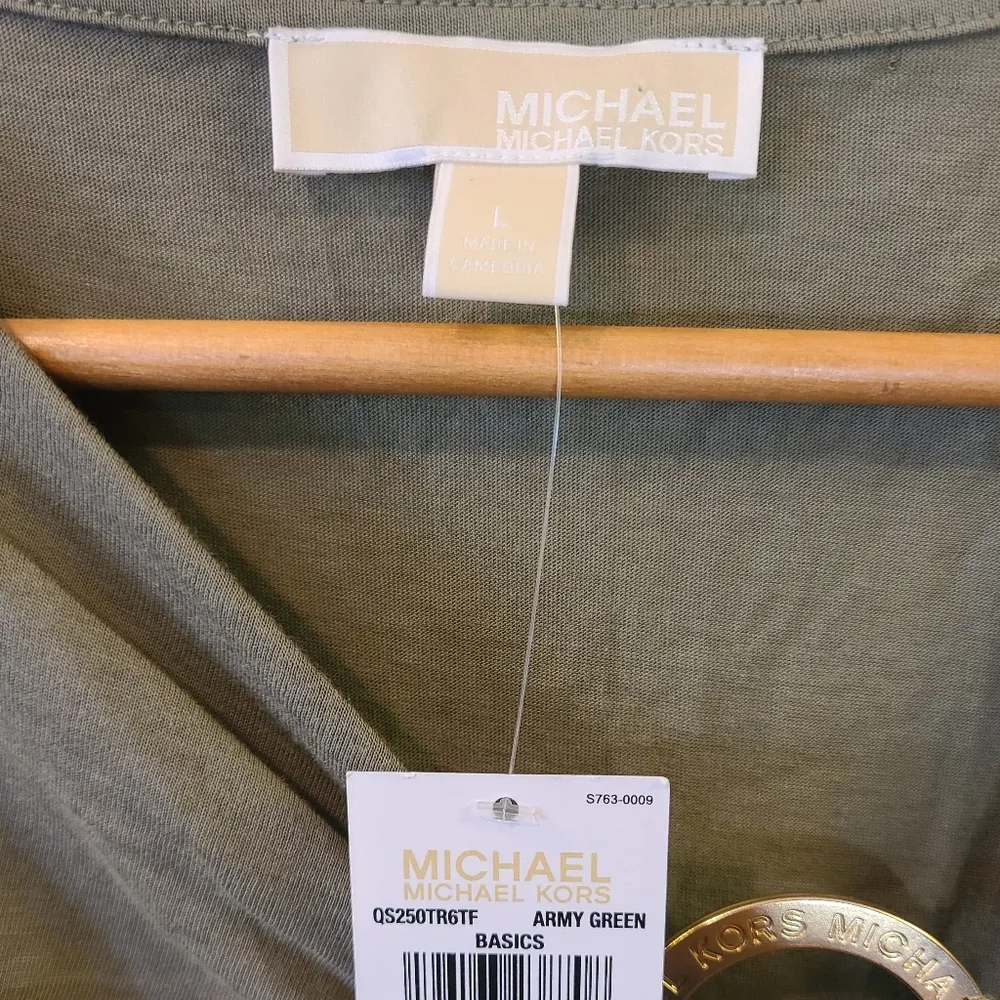 MICHAEL
MICHAEL KORS
L
MADE IN
CAMBODIA
S763-0009
MICHAEL
MICHAEL KORS
QS250TR6TF ARMY GREEN
BASICS
KORS MICHA